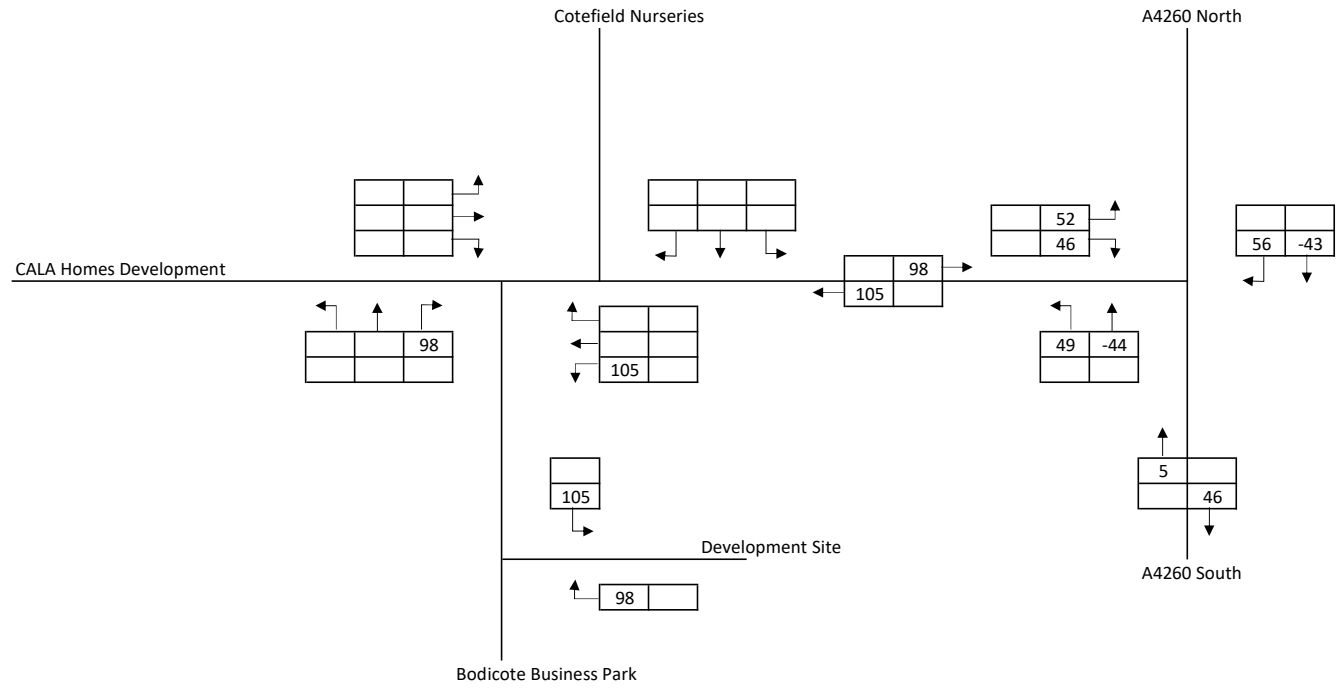 Cotefield Nurseries
A4260 North
52
46
56 -43
CALA Homes Development
98
105
98
49 -44
105
105
5
46
Development Site
A4260 South
98
Bodicote Business Park